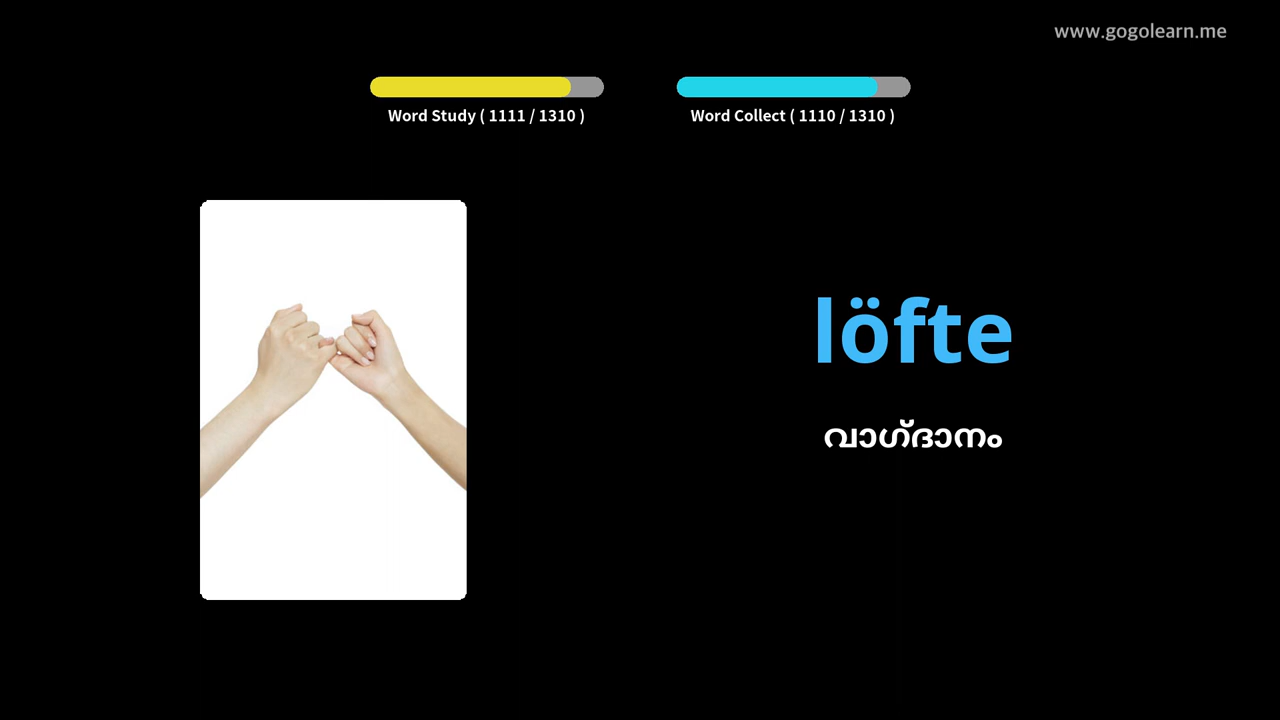 www.gogolearn.me
Word Study ( 1111 / 1310 )
Word Collect ( 1110 / 1310 )
löfte
വാഗ്ദാനം